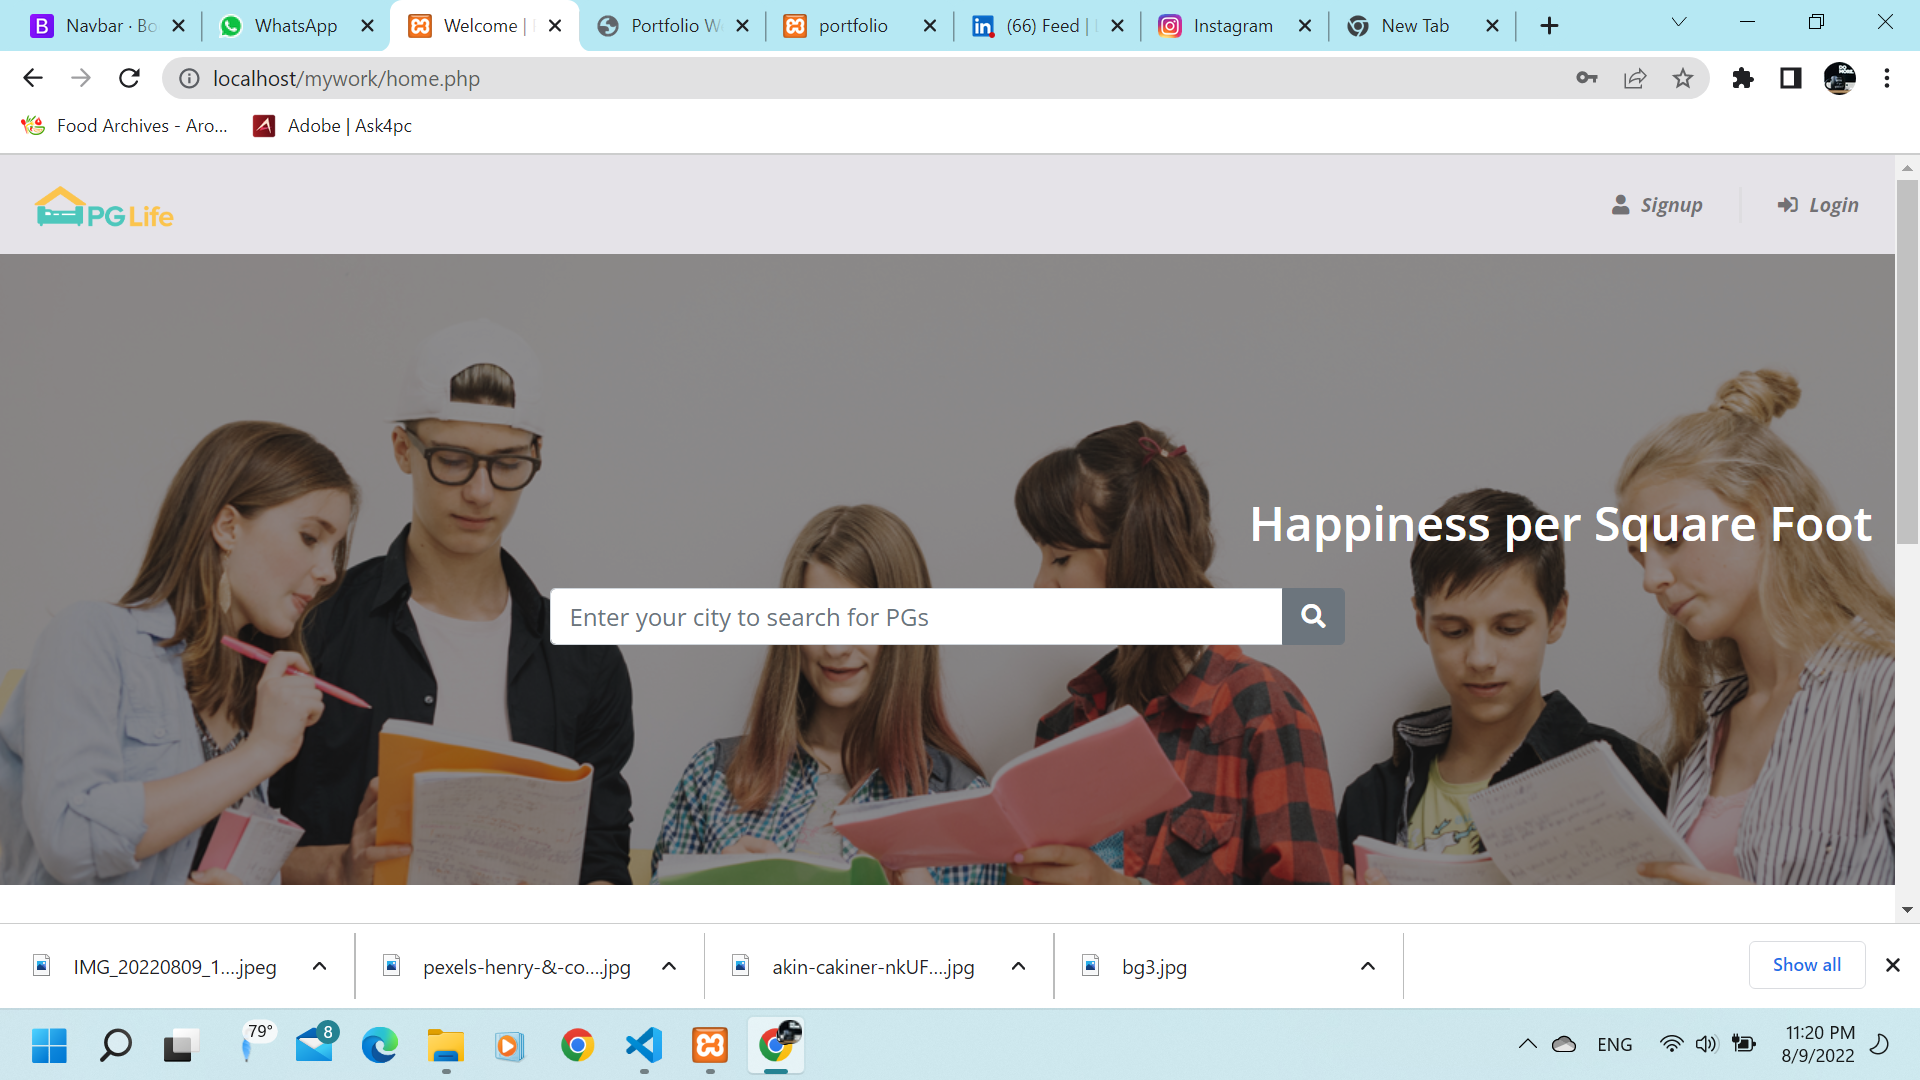 Navbar · Bo
WhatsApp
Welcome |
Portfolio W
portfolio
(66) Feed |
Instagram
New Tab
localhost/mywork/home.php
Food Archives - Aro...
Adobe | Ask4pc
PG Life
Signup
Login
Happiness per Square Foot
Enter your city to search for PGs
IMG_20220809_1....jpeg
pexels-henry-&-co....jpg
akin-cakiner-nkUF....jpg
bg3.jpg
Show all
79°
8
ENG
11:20 PM
8/9/2022